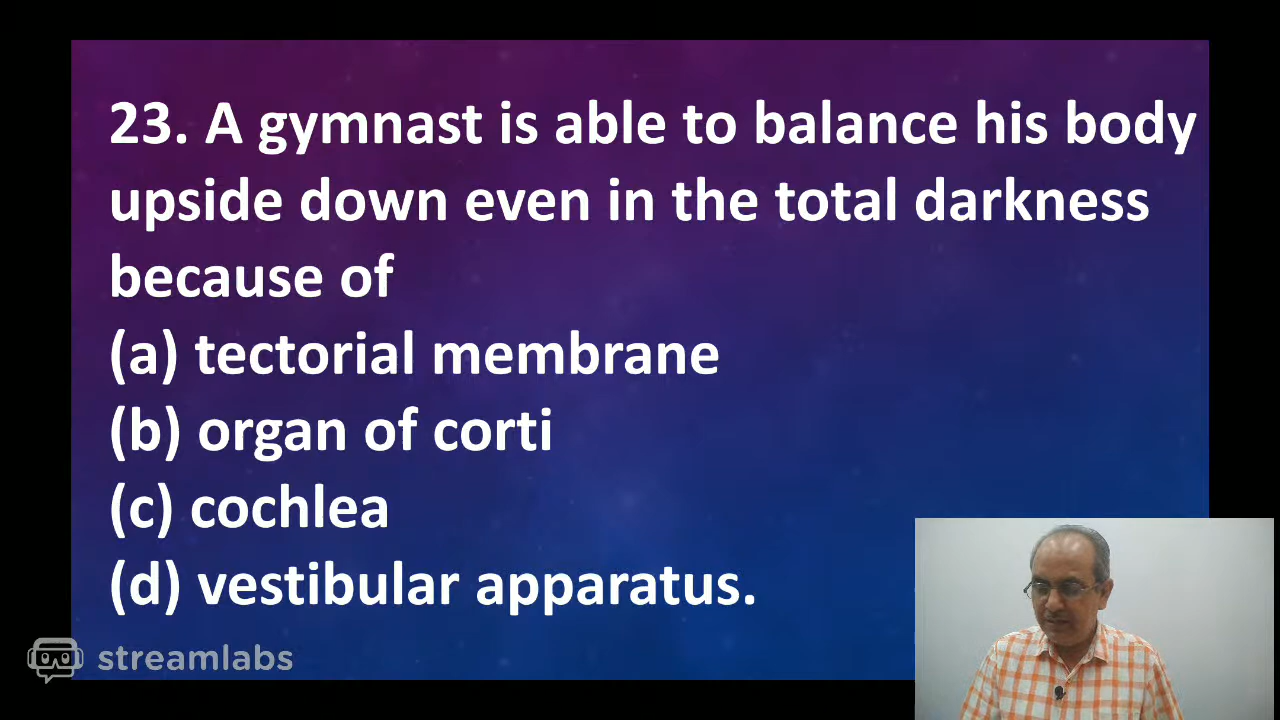 23. A gymnast is able to balance his body
upside down even in the total darkness
because of
(a) tectorial membrane
(b) organ of corti
(c) cochlea
(d) vestibular apparatus.
streamlabs